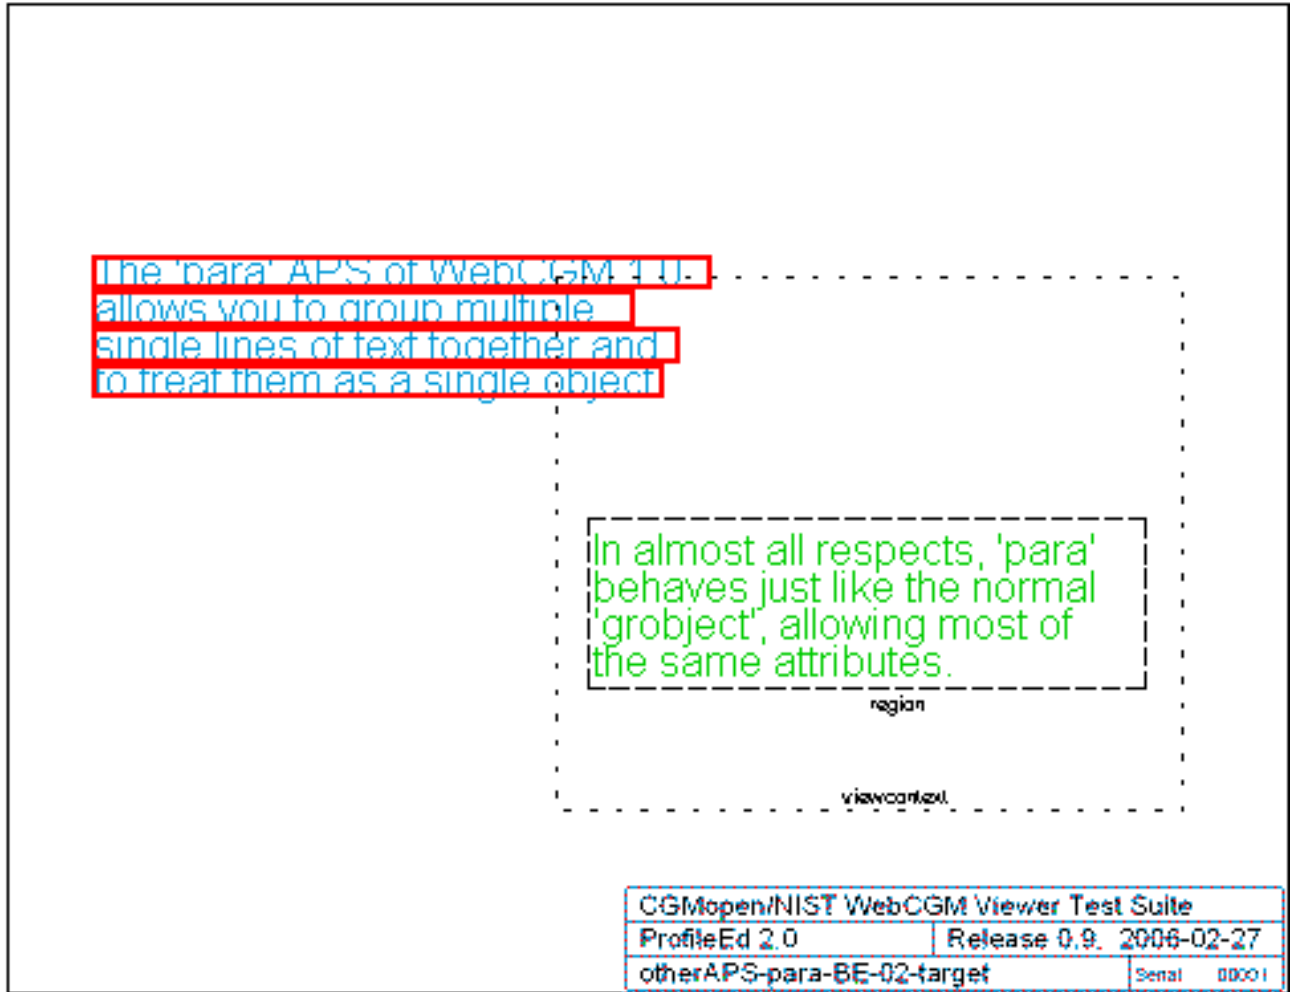 The 'para' APS of WebCGM 1.0
allows you to group multiple
single lines of text together and
to treat them as a single object.
In almost all respects, 'para'
behaves just like the normal
'grobject', allowing most of
the same attributes.
region
viewcontext
CGMopen/NIST WebCGM Viewer Test Suite
ProfileEd 2.0 Release 0.9, 2006-02-27
otherAPS-para-BE-02-target Serial 00001